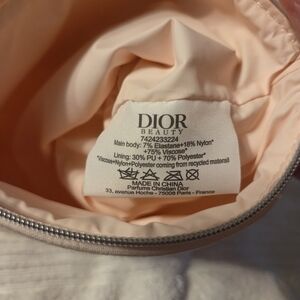 DIOR
BEAUTY
7424233224
Main body: 7% Elastane+18% Nylon*
+75% Viscose*
Lining: 30% PU + 70% Polyester*
*Viscose+Nylon+Polyester coming from recycled materail
MADE IN CHINA
Parfums Christian Dior
33, avenue Hoche - 75008 Paris - France